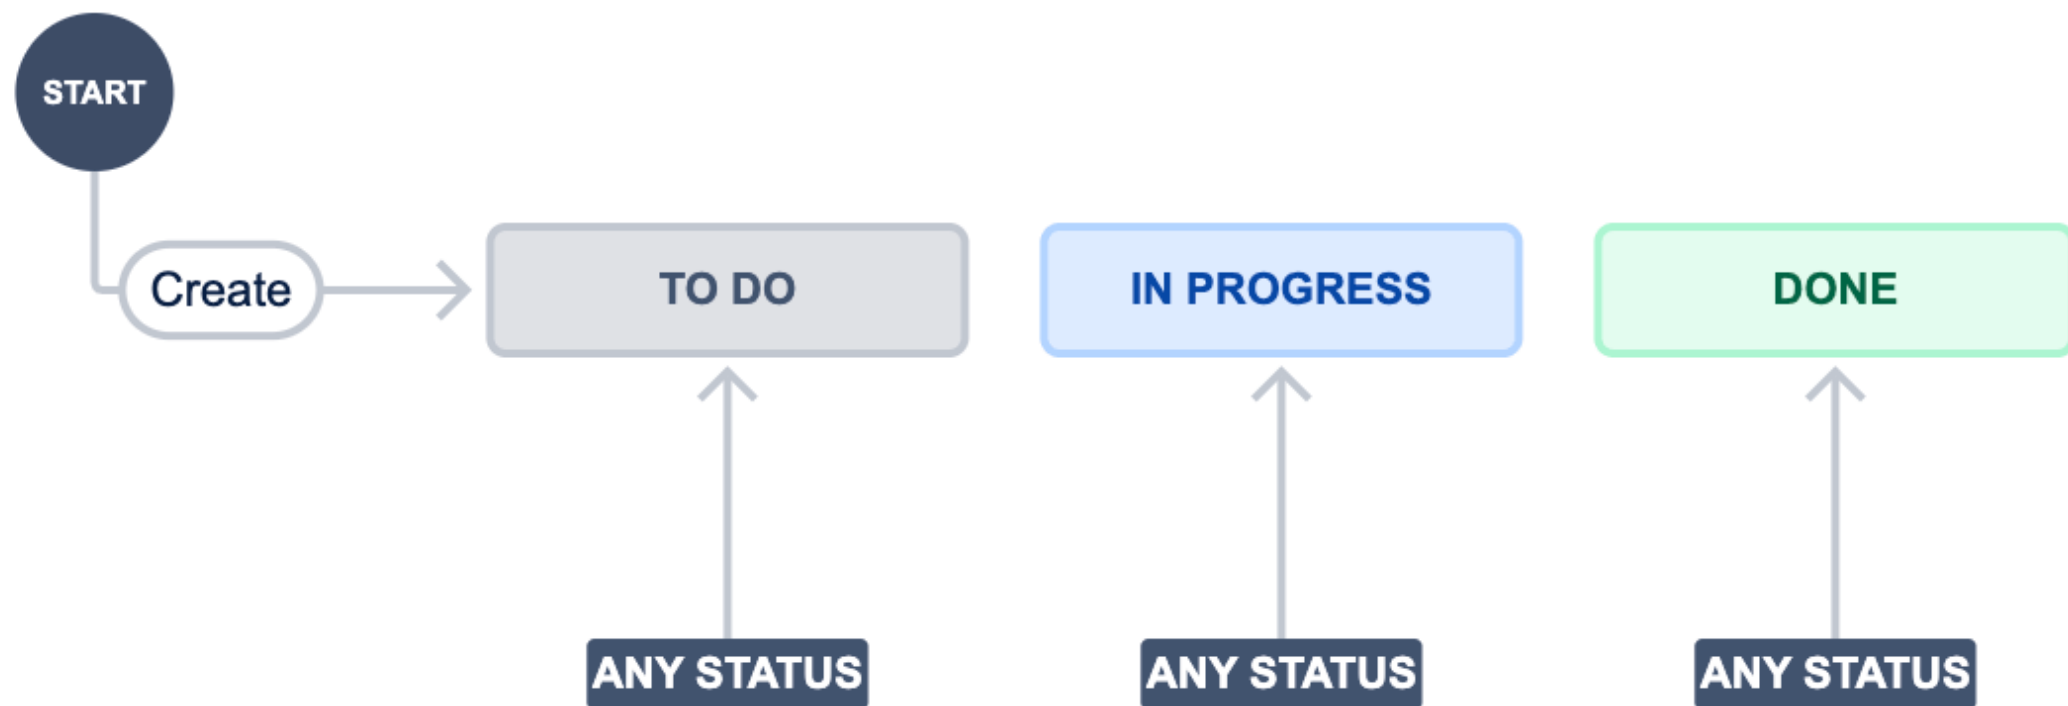 START
Create
TO DO
IN PROGRESS
DONE
ANY STATUS
ANY STATUS
ANY STATUS